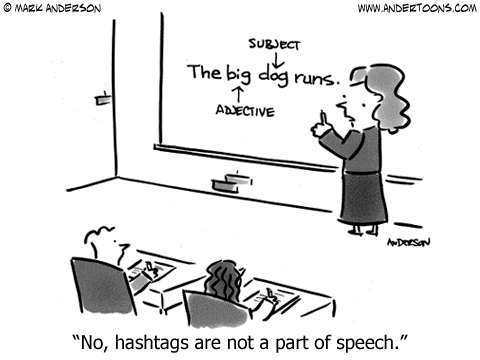 © MARK ANDERSON
WWW.ANDERTOONS.COM
SUBJECT
The big dog runs.
ADJECTIVE
ANDERSON
“No, hashtags are not a part of speech.”